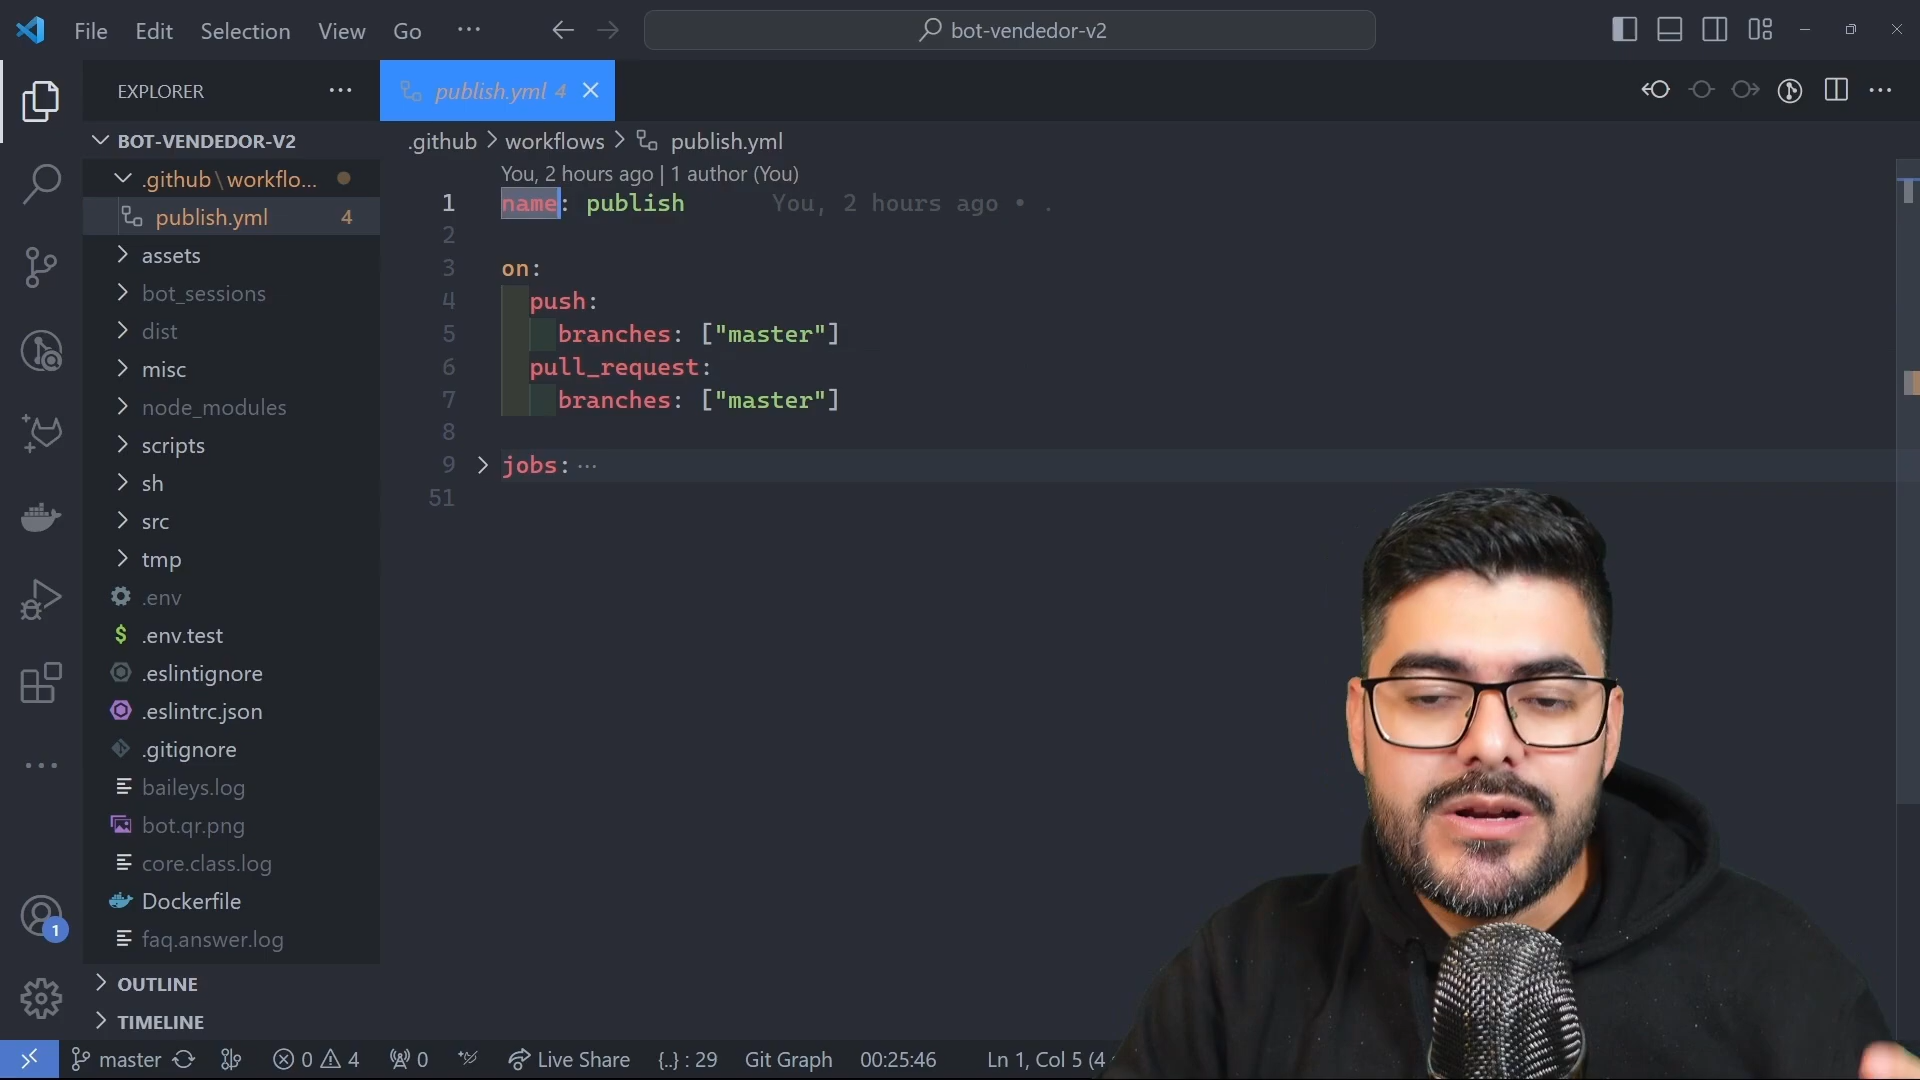 File Edit Selection View Go ···
bot-vendedor-v2
EXPLORER ···
publish.yml 4
BOT-VENDEDOR-V2
.github\workflo...
publish.yml 4
assets
bot_sessions
dist
misc
node_modules
scripts
sh
src
tmp
.env
.env.test
.eslintignore
.eslintrc.json
.gitignore
baileys.log
bot.qr.png
core.class.log
Dockerfile
faq.answer.log
OUTLINE
TIMELINE
.github > workflows > publish.yml
You, 2 hours ago | 1 author (You)
1 name: publish You, 2 hours ago • .
2
3 on:
4 push:
5 branches: ["master"]
6 pull_request:
7 branches: ["master"]
8
9 jobs: ···
51
1
master 0 4 0 Live Share {..} : 29 Git Graph 00:25:46 Ln 1, Col 5 (4